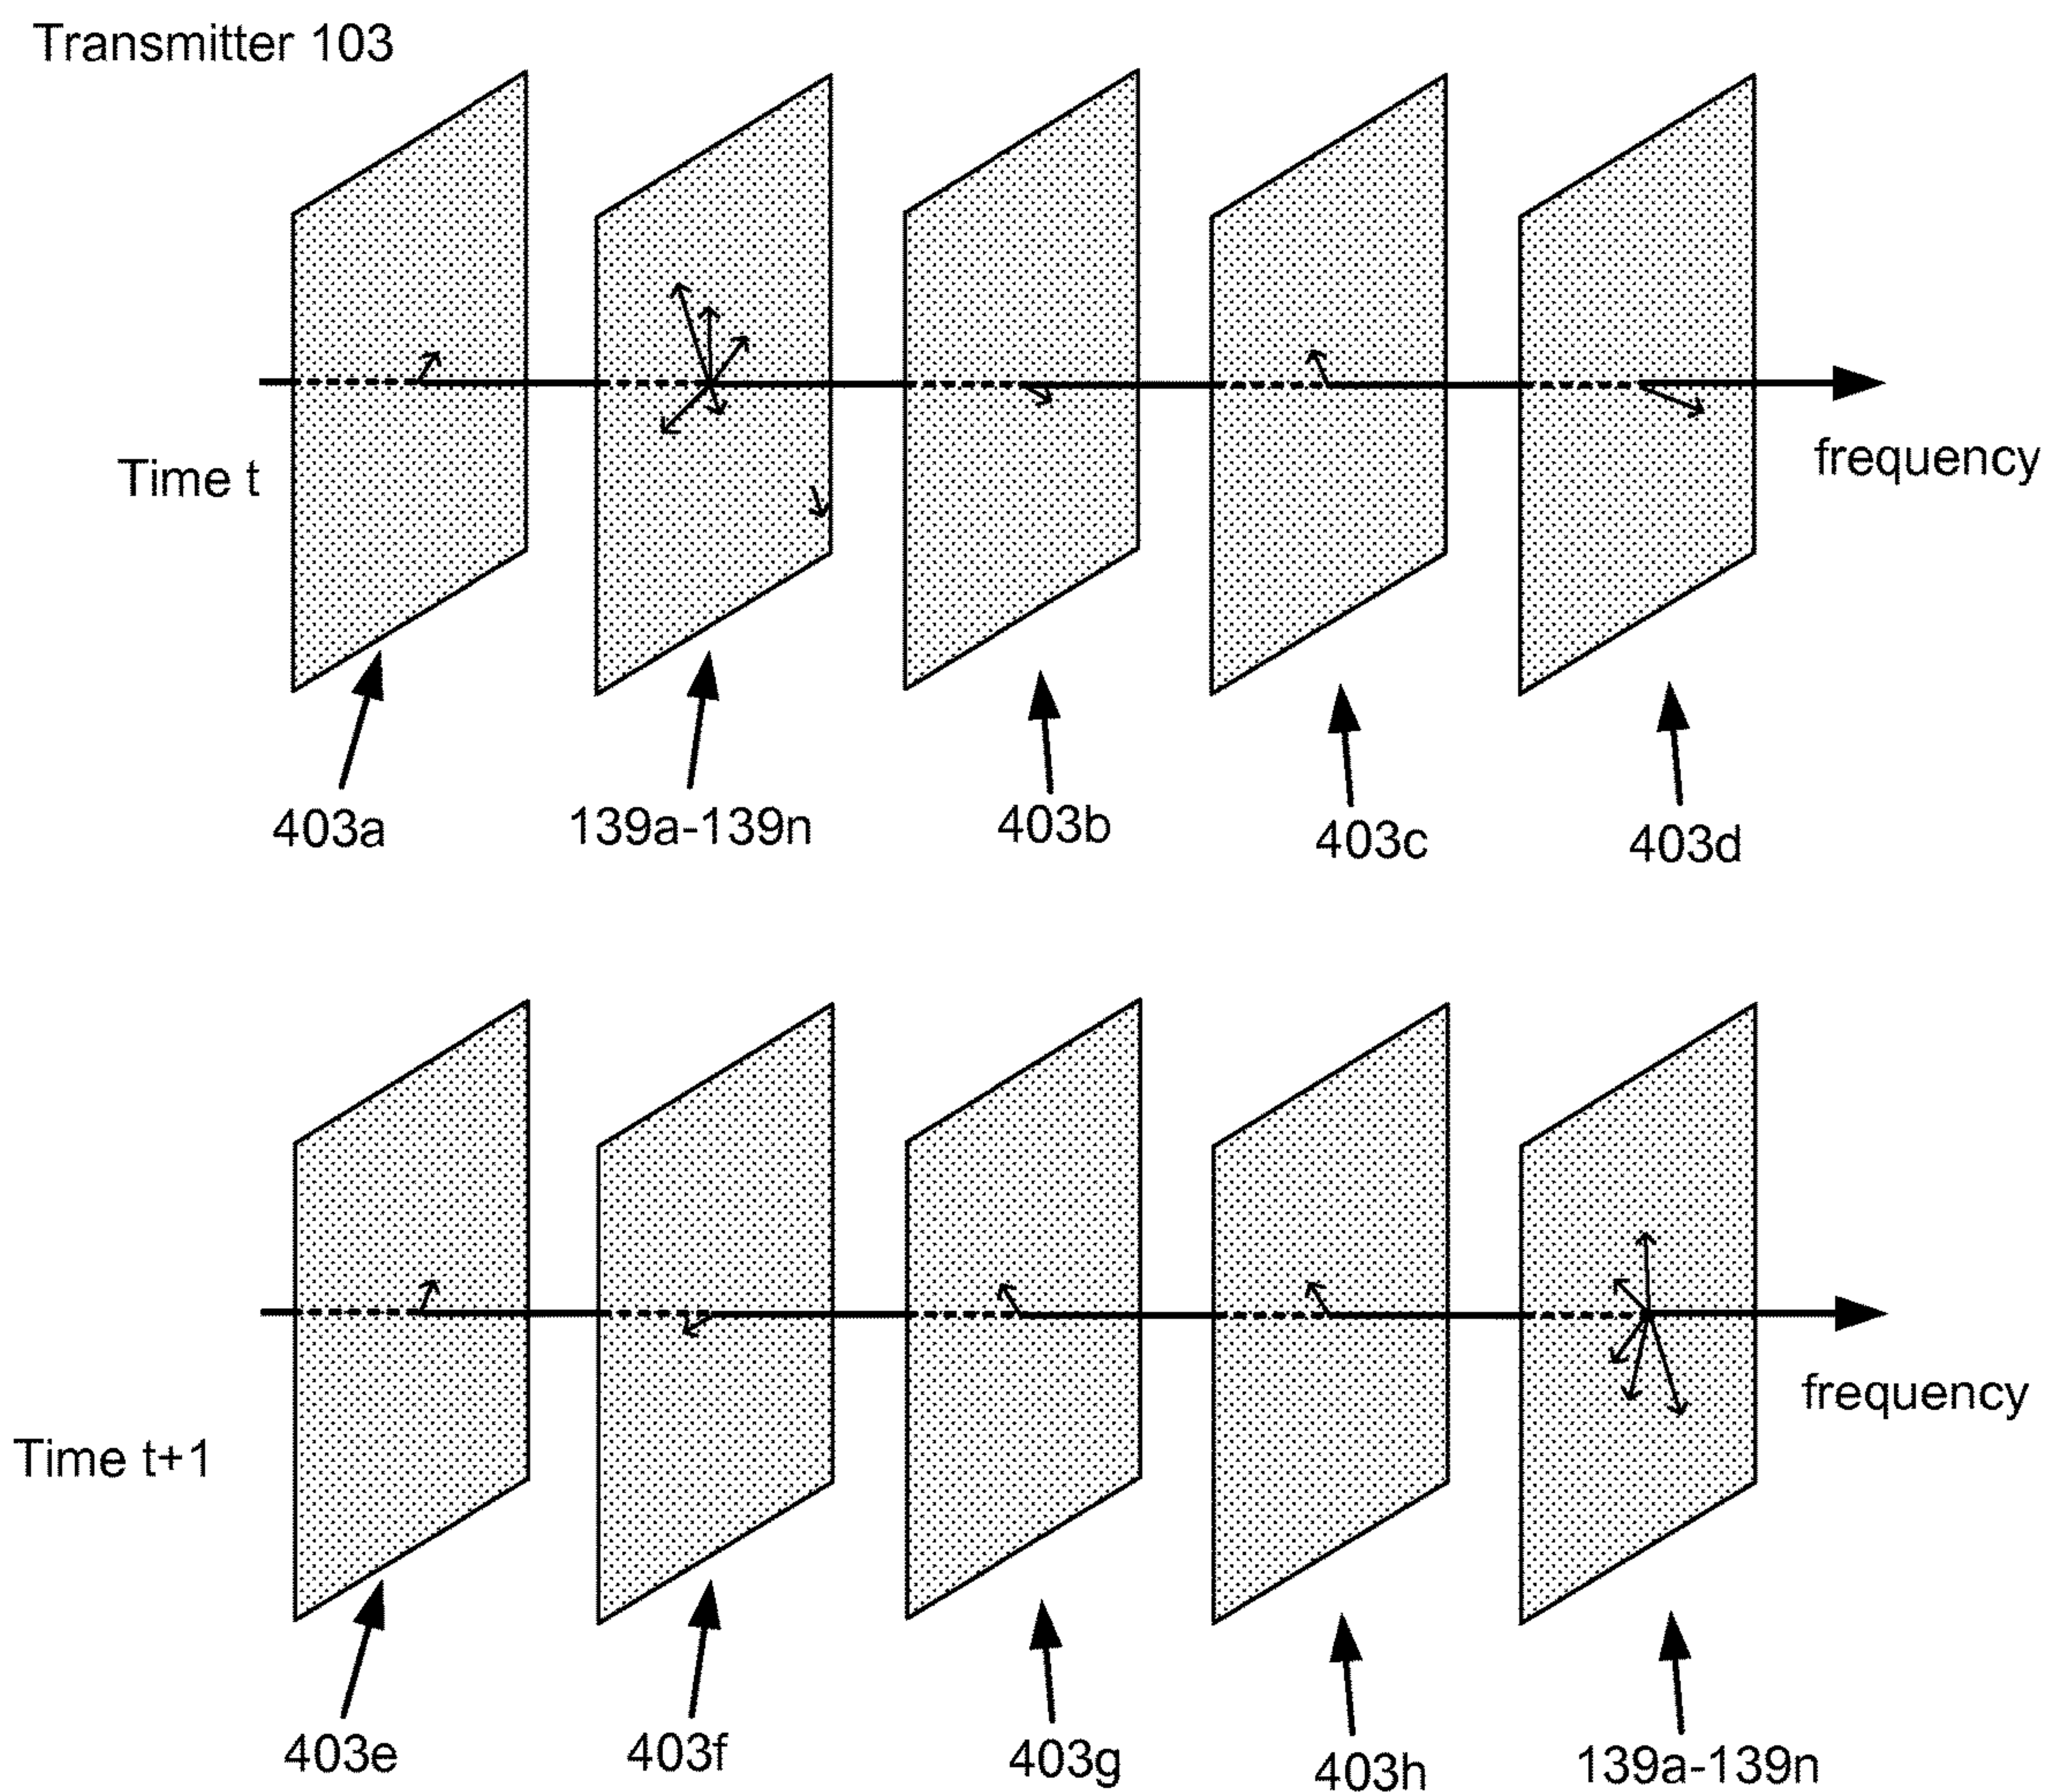 Transmitter 103
Time t
frequency
403a
139a-139n
403b
403c
403d
Time t+1
frequency
403e
403f
403g
403h
139a-139n